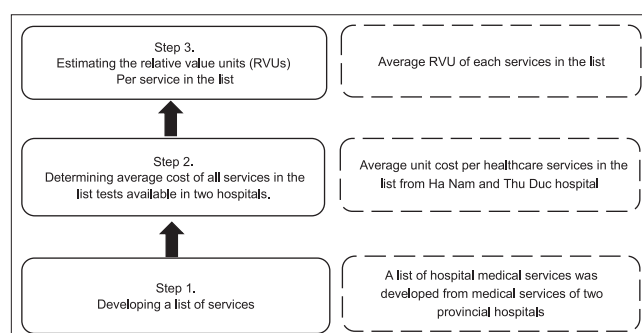 Step 3.
Estimating the relative value units (RVUs)
Per service in the list
Average RVU of each services in the list
Step 2.
Determining average cost of all services in the
list tests available in two hospitals.
Average unit cost per healthcare services in the
list from Ha Nam and Thu Duc hospital
Step 1.
Developing a list of services
A list of hospital medical services was
developed from medical services of two
provincial hospitals